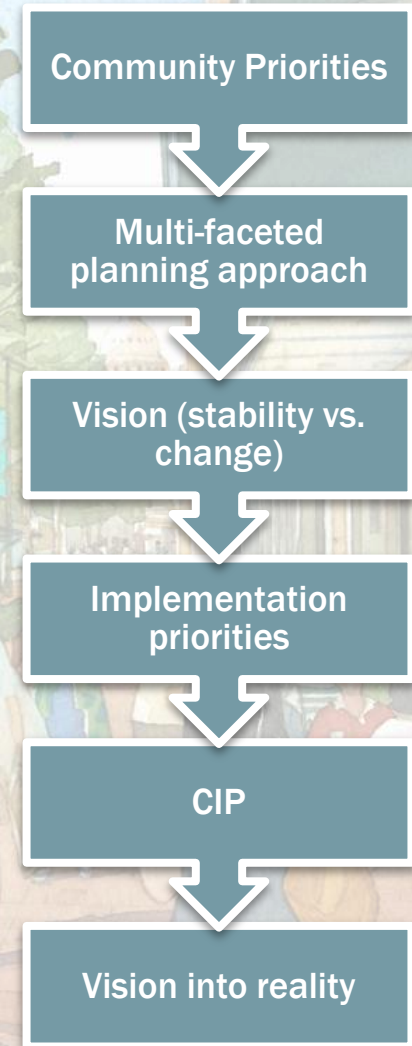 Community Priorities
Multi-faceted
planning approach
Vision (stability vs.
change)
Implementation
priorities
CIP
Vision into reality